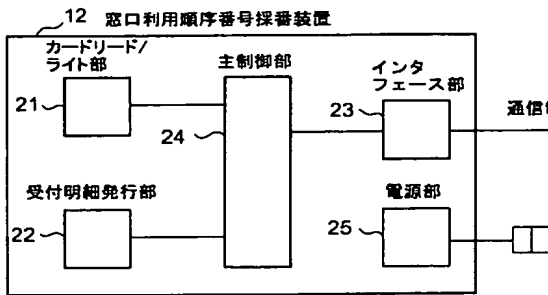 12 窓口利用順序番号採番装置
カードリード/
ライト部
21
主制御部
24
インタ
フェース部
23
通信
受付明細発行部
22
電源部
25